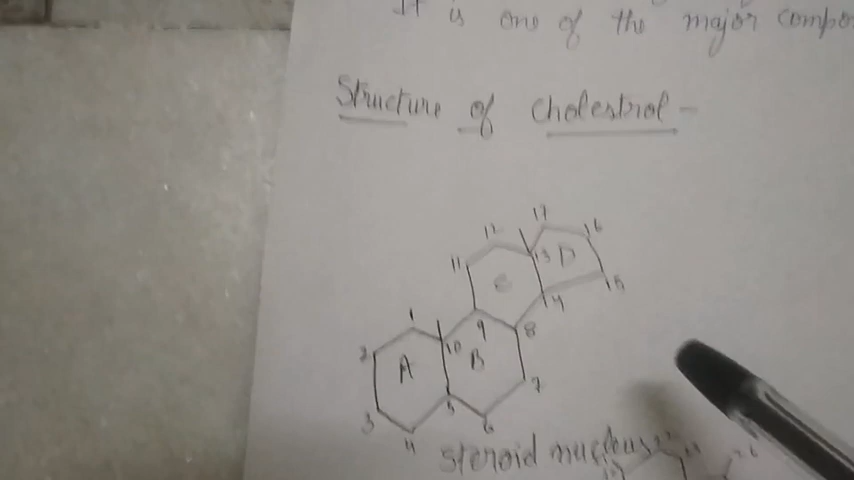 It is one of the major compo
Structure of Cholestrol -
17
12 16
13 D
11
C 15
14
1 9 8
2 10
A B
7
3 5
4 6
steroid nucleus
26